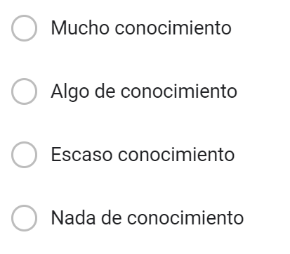 Mucho conocimiento
Algo de conocimiento
Escaso conocimiento
Nada de conocimiento